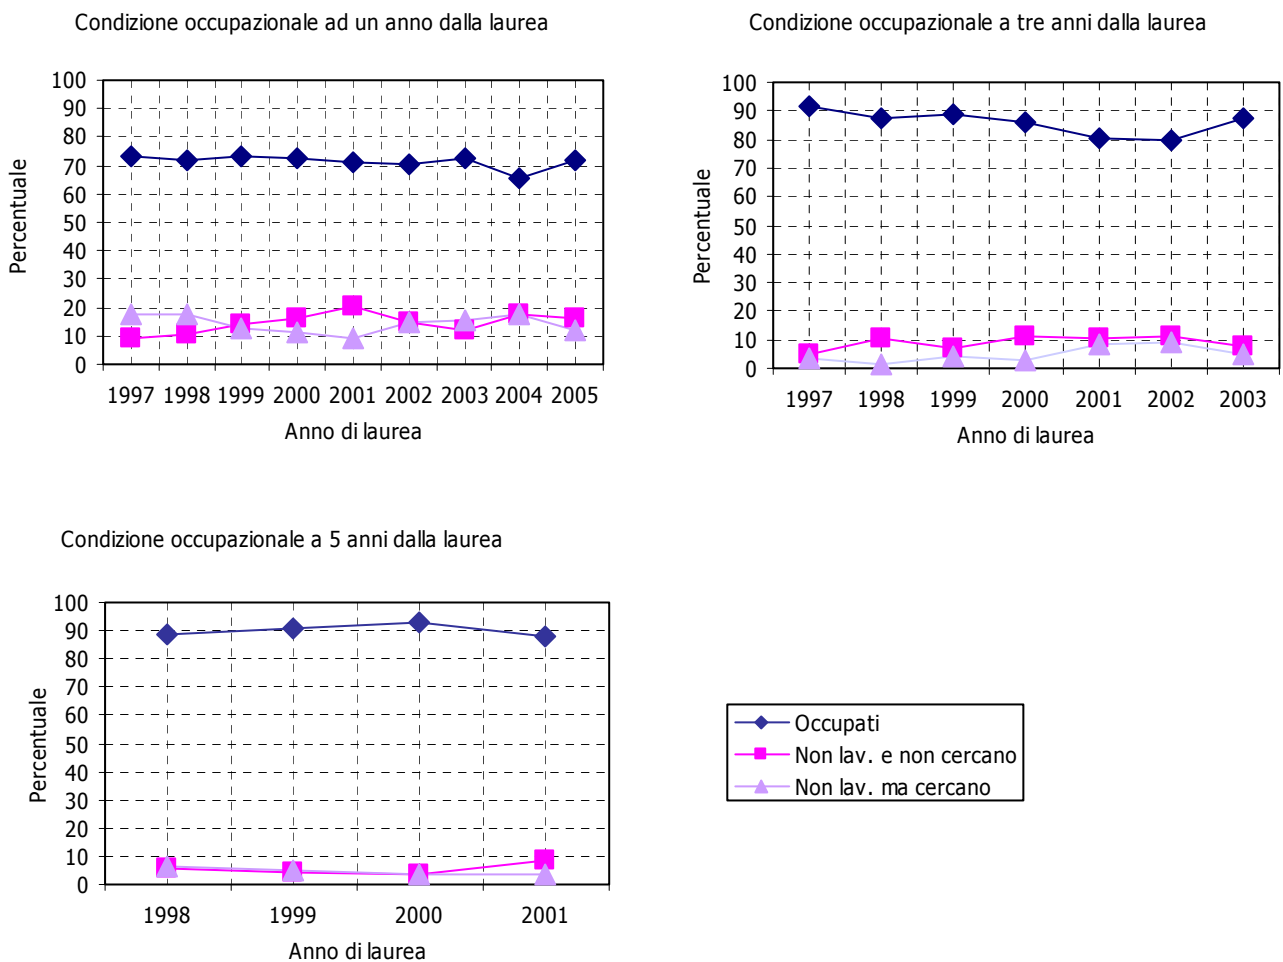 Condizione occupazionale ad un anno dalla laurea
Percentuale
100
90
80
70
60
50
40
30
20
10
0
1997 1998 1999 2000 2001 2002 2003 2004 2005
Anno di laurea
Condizione occupazionale a tre anni dalla laurea
Percentuale
100
90
80
70
60
50
40
30
20
10
0
1997 1998 1999 2000 2001 2002 2003
Anno di laurea
Condizione occupazionale a 5 anni dalla laurea
Percentuale
100
90
80
70
60
50
40
30
20
10
0
1998 1999 2000 2001
Anno di laurea
Occupati
Non lav. e non cercano
Non lav. ma cercano